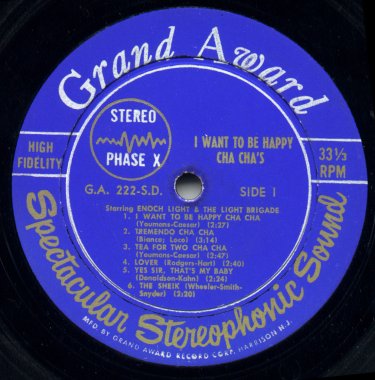 Grand Award
STEREO
PHASE X
I WANT TO BE HAPPY
CHA CHA'S
HIGH
FIDELITY
33⅓
RPM
G.A. 222-S.D.
SIDE 1
Starring ENOCH LIGHT & THE LIGHT BRIGADE
1. I WANT TO BE HAPPY CHA CHA
(Youmans-Caesar) (2:27)
2. TREMENDO CHA CHA
(Bianco; Loco) (3:14)
3. TEA FOR TWO CHA CHA
(Youmans-Caesar) (2:47)
4. LOVER (Rodgers-Hart) (2:40)
5. YES SIR, THAT'S MY BABY
(Donaldson-Kahn) (2:24)
6. THE SHEIK (Wheeler-Smith-
Snyder) (2:20)
Spectacular Stereophonic Sound
MFD BY GRAND AWARD RECORD CORP. HARRISON N.J.